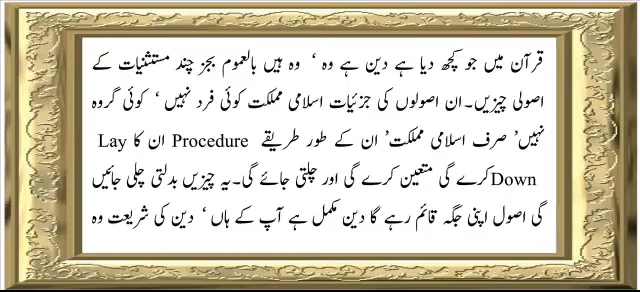 قرآن میں جو کچھ دیا ہے دین ہے وہ ‘ وہ ہیں بالعموم بجز چند مستثنیات کے
اصولی چیزیں۔ان اصولوں کی جزئیات اسلامی مملکت کوئی فرد نہیں ‘ کوئی گروہ
نہیں’ صرف اسلامی مملکت’ ان کے طور طریقے Procedure ان کا Lay
Down کرے گی متعین کرے گی اور چلتی جائے گی۔یہ چیزیں بدلتی چلی جائیں
گی اصول اپنی جگہ قائم رہے گا دین مکمل ہے آپ کے ہاں ‘ دین کی شریعت وہ